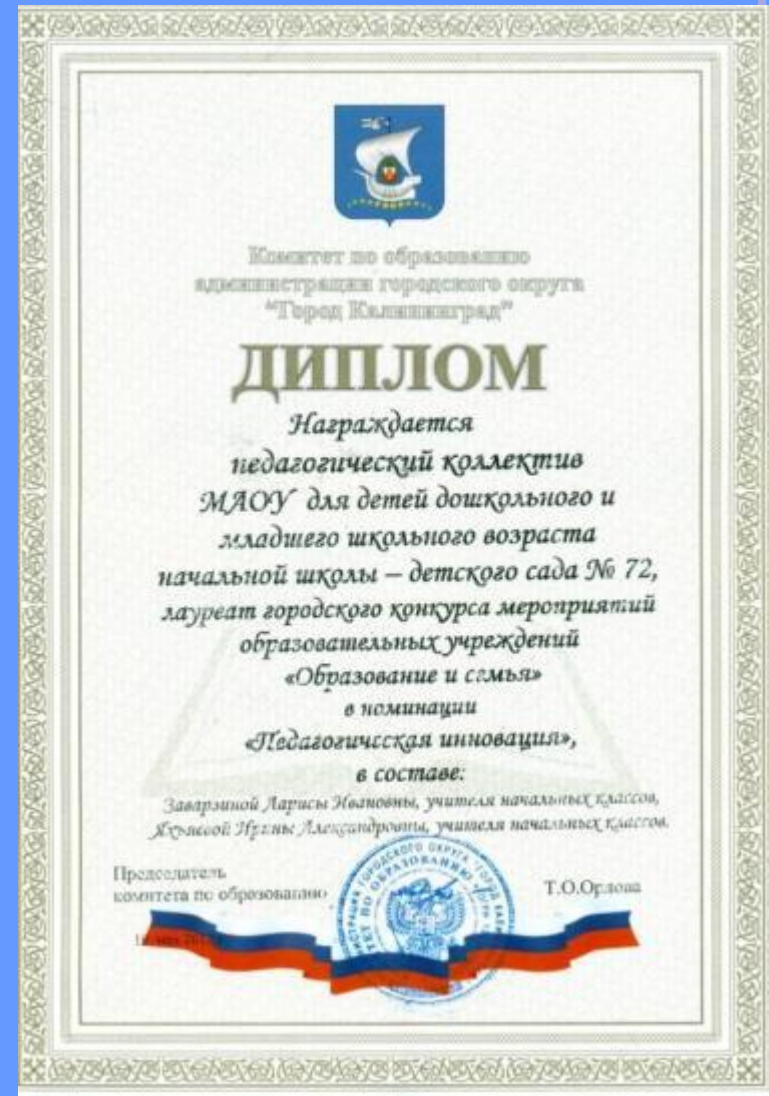 Комитет по образованию
администрации городского округа
“Город Калининград”
ДИПЛОМ
Награждается
педагогический коллектив
МАОУ для детей дошкольного и
младшего школьного возраста
начальной школы – детского сада № 72,
лауреат городского конкурса мероприятий
образовательных учреждений
«Образование и семья»
в номинации
«Педагогическая инновация»,
в составе:
Заварзиной Ларисы Ивановны, учителя начальных классов,
Ирины Александровны, учителя начальных классов.
Председатель
комитета по образованию
Т.О.Орлова